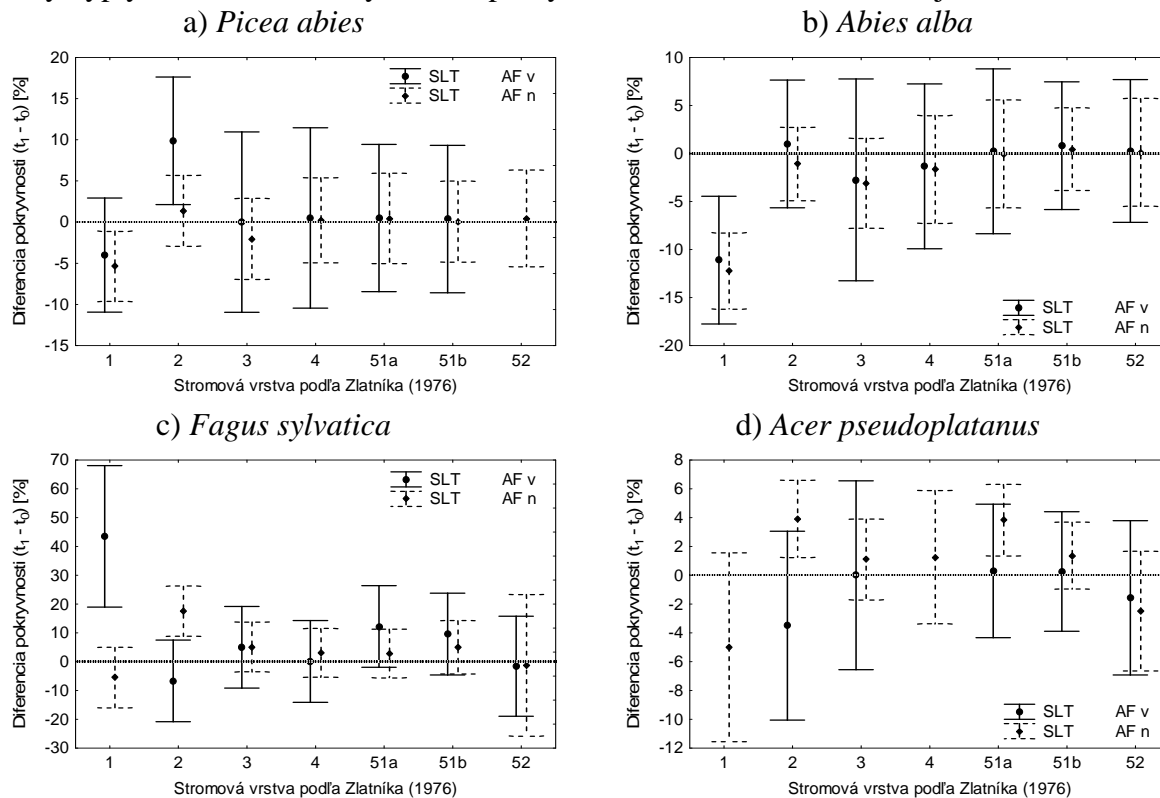 a) Picea abies
b) Abies alba
Diferencia pokryvnosti (t1 - t0) [%]
20
15
10
5
0
-5
-10
-15
SLT AF v
SLT AF n
1 2 3 4 51a 51b 52
Stromová vrstva podľa Zlatníka (1976)
Diferencia pokryvnosti (t1 - t0) [%]
10
5
0
-5
-10
-15
-20
SLT AF v
SLT AF n
1 2 3 4 51a 51b 52
Stromová vrstva podľa Zlatníka (1976)
c) Fagus sylvatica
d) Acer pseudoplatanus
Diferencia pokryvnosti (t1 - t0) [%]
70
60
50
40
30
20
10
0
-10
-20
-30
SLT AF v
SLT AF n
1 2 3 4 51a 51b 52
Stromová vrstva podľa Zlatníka (1976)
Diferencia pokryvnosti (t1 - t0) [%]
8
6
4
2
0
-2
-4
-6
-8
-10
-12
SLT AF v
SLT AF n
1 2 3 4 51a 51b 52
Stromová vrstva podľa Zlatníka (1976)